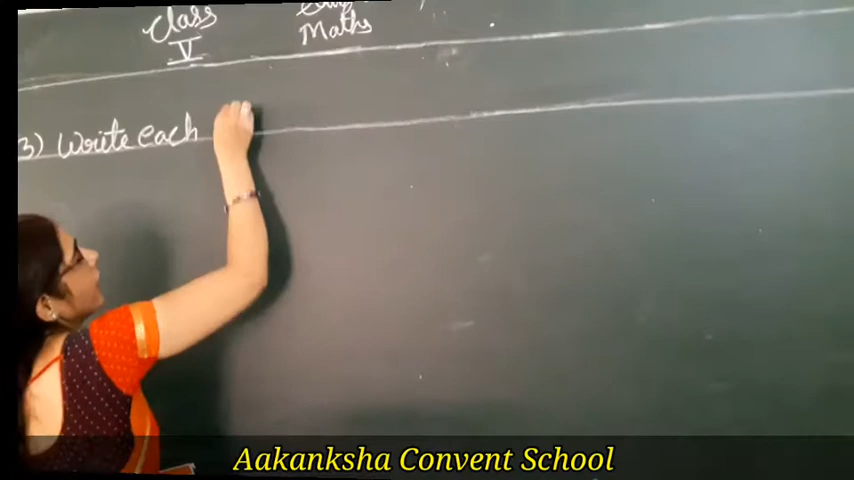 Class
Maths
V
3) Write each
Aakanksha Convent School